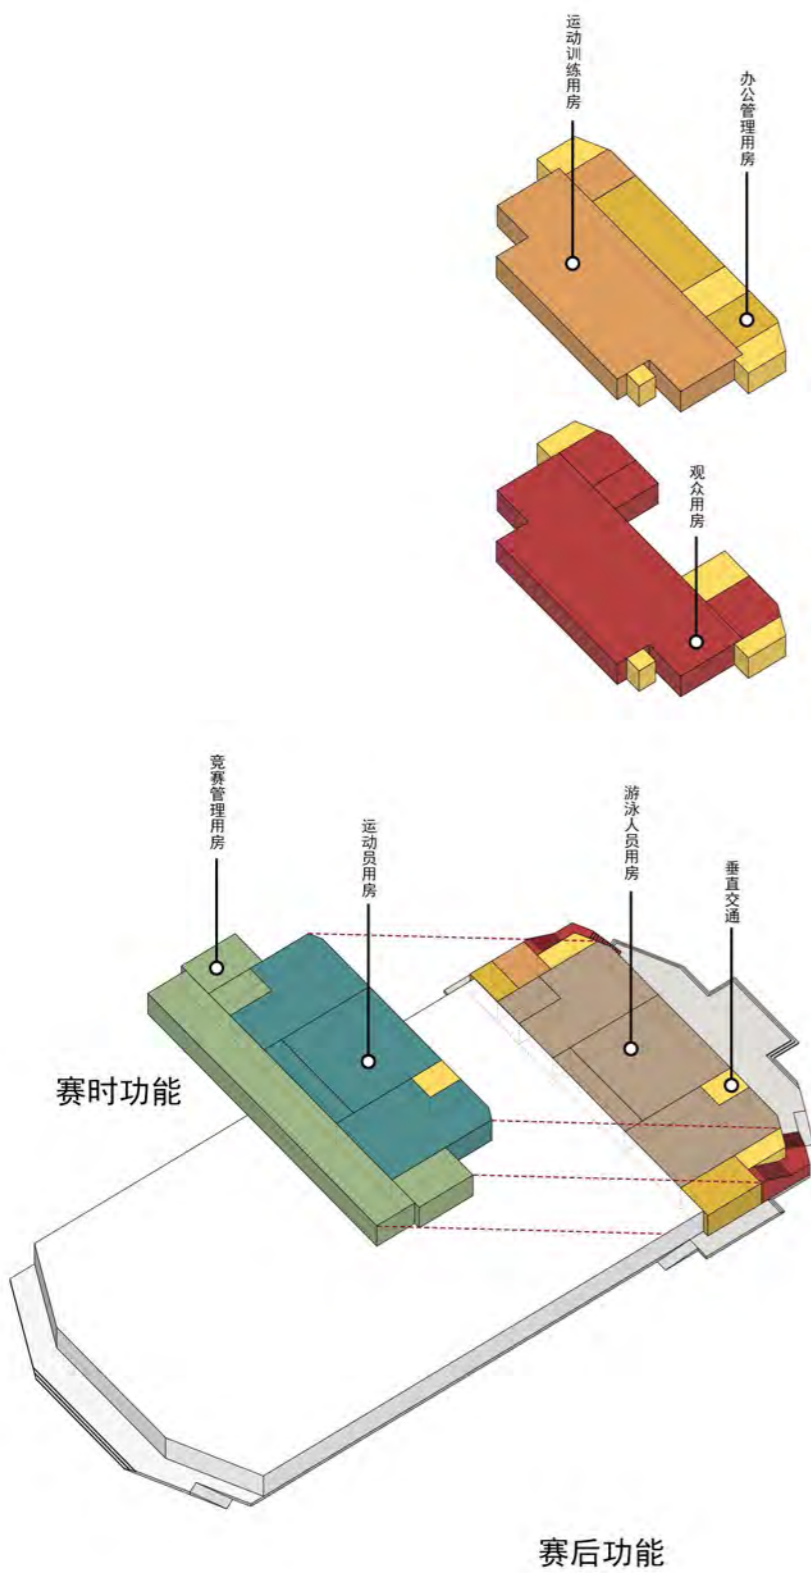 运动训练用房
办公管理用房
观众用房
竞赛管理用房
运动员用房
游泳人员用房
垂直交通
赛时功能
赛后功能